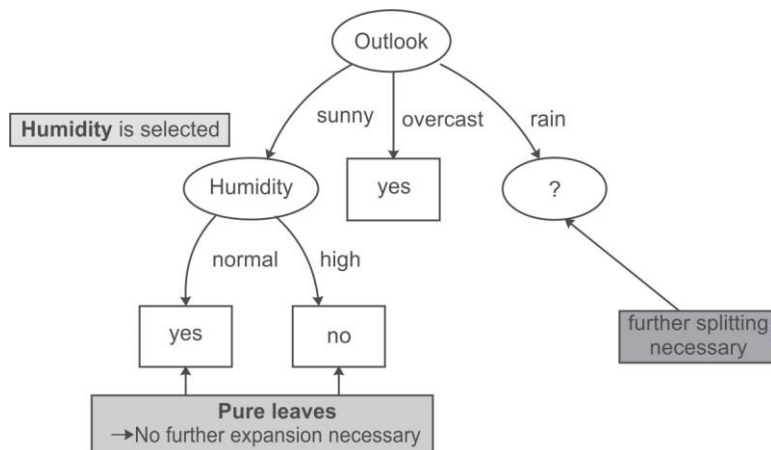 Outlook
sunny
overcast
rain
Humidity is selected
Humidity
yes
?
normal
high
yes
no
further splitting
necessary
Pure leaves
→No further expansion necessary